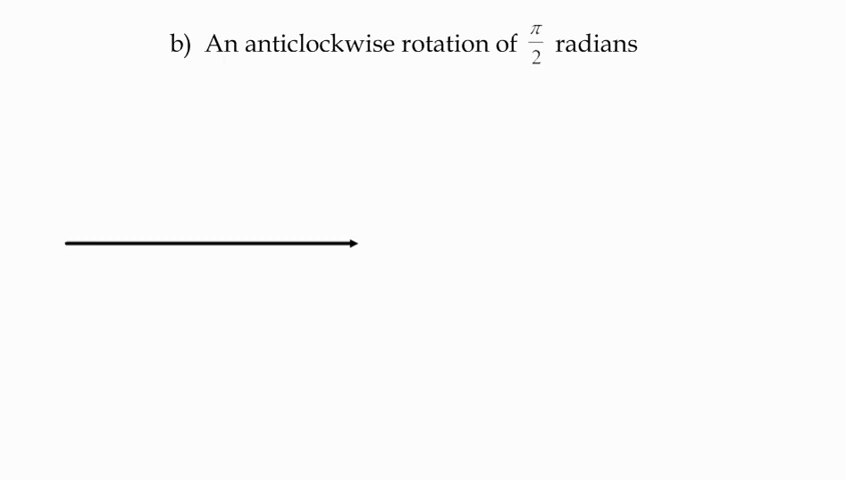 b) An anticlockwise rotation of π/2 radians